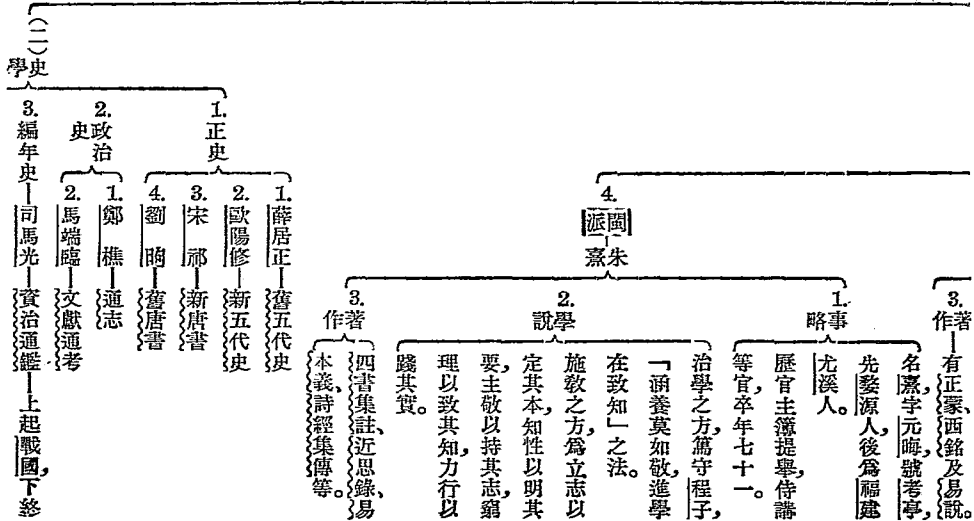 3.
著作
有正蒙、西銘及易說。
4.
閩派
朱熹
1.
事略
名熹,字元晦,號考亭,
先婺源人,後爲福建
尤溪人。
歷官主簿提舉,侍講
等官,卒年七十一。
2.
學說
治學之方,篤守程子,
「涵養莫如敬,進學
在致知」之法。
施敎之方,爲立志以
定其本,知性以明其
要,主敬以持其志,窮
理以致其知,力行以
踐其實。
3.
著作
四書集註、近思錄、易
本義、詩經集傳等。
(二)史學
1.正史
1.薛居正—舊五代史
2.歐陽修—新五代史
3.宋祁—新唐書
4.劉昫—舊唐書
2.政治史
1.鄭樵—通志
2.馬端臨—文獻通考
3.編年史—司馬光—資治通鑑—上起戰國,下終